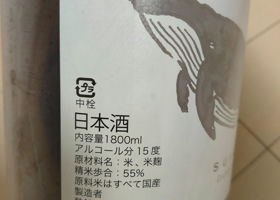 プラ
中栓
日本酒
内容量1800ml
アルコール分15度
原材料名：米、米麹
精米歩合：55%
原料米はすべて国産
製造者